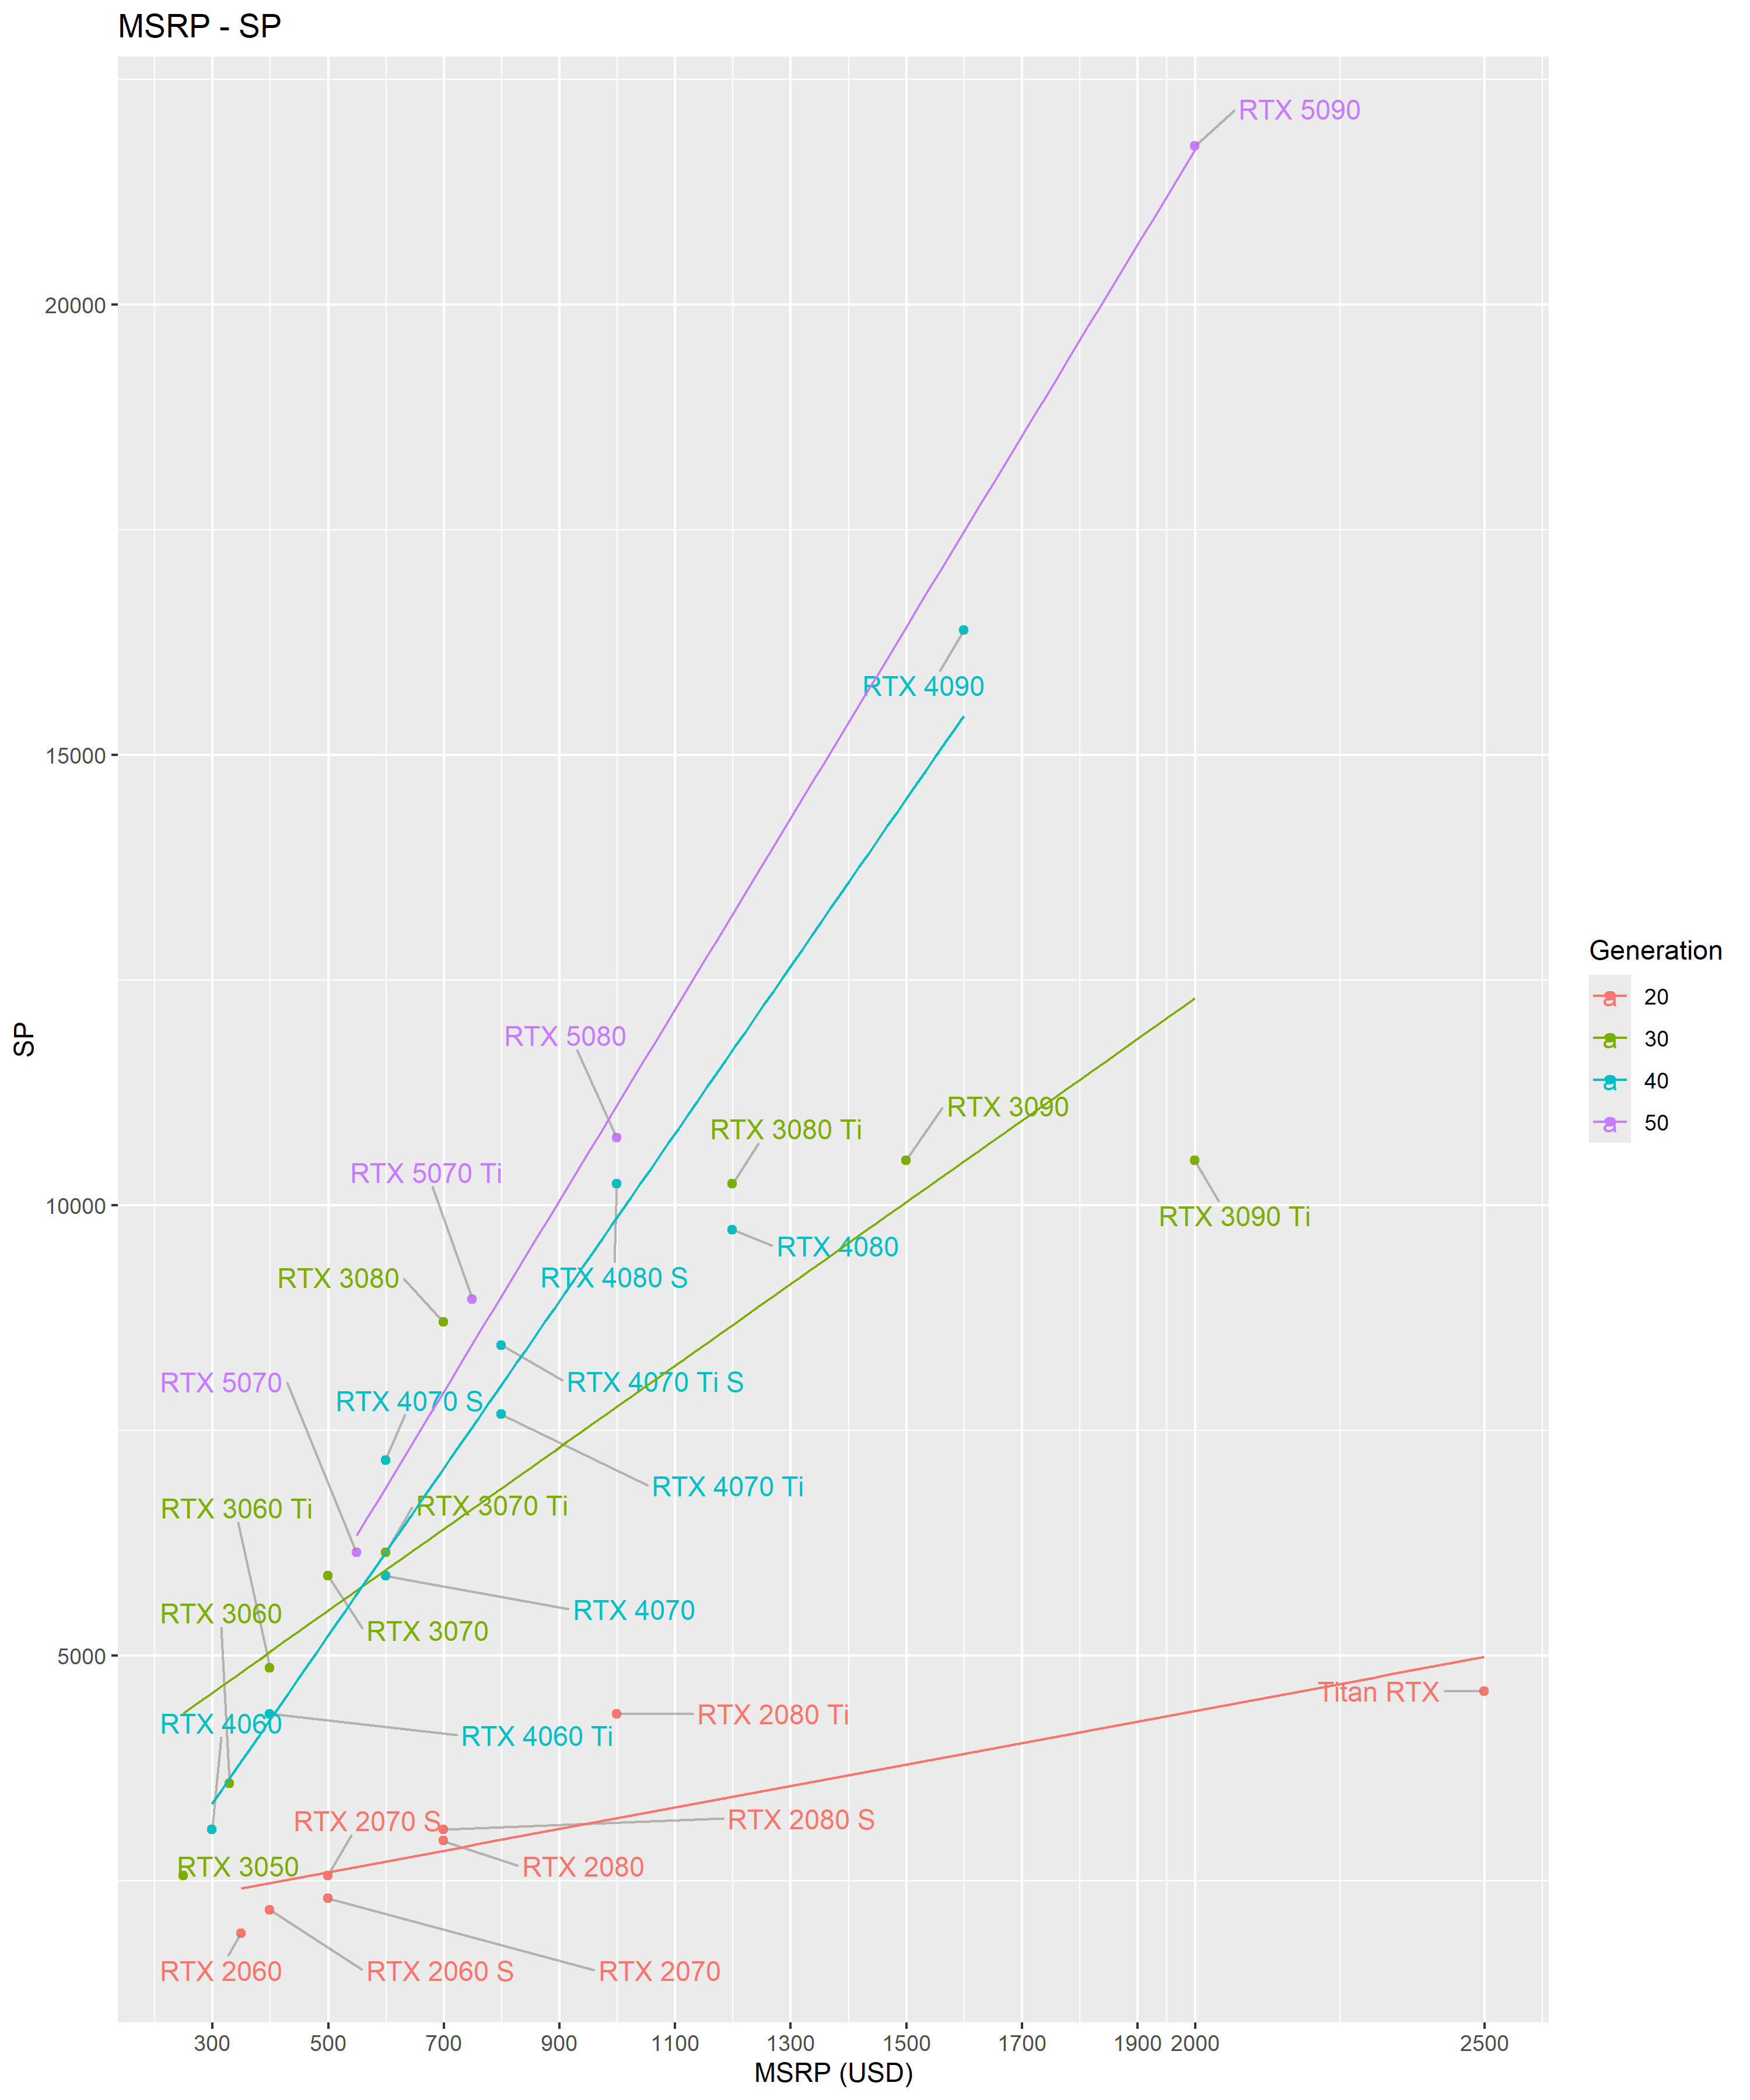 MSRP - SP
RTX 5090
20000
RTX 4090
15000
RTX 5080
RTX 3090
RTX 3080 Ti
RTX 5070 Ti
10000
RTX 3090 Ti
RTX 4080
RTX 3080
RTX 4080 S
RTX 5070
RTX 4070 Ti S
RTX 4070 S
RTX 4070 Ti
RTX 3060 Ti
RTX 3070 Ti
RTX 3060
RTX 4070
RTX 3070
5000
Titan RTX
RTX 2080 Ti
RTX 4060
RTX 4060 Ti
RTX 2070 S
RTX 2080 S
RTX 3050
RTX 2080
RTX 2060
RTX 2060 S
RTX 2070
300 500 700 900 1100 1300 1500 1700 1900 2000 2500
MSRP (USD)
SP
Generation
a 20
a 30
a 40
a 50